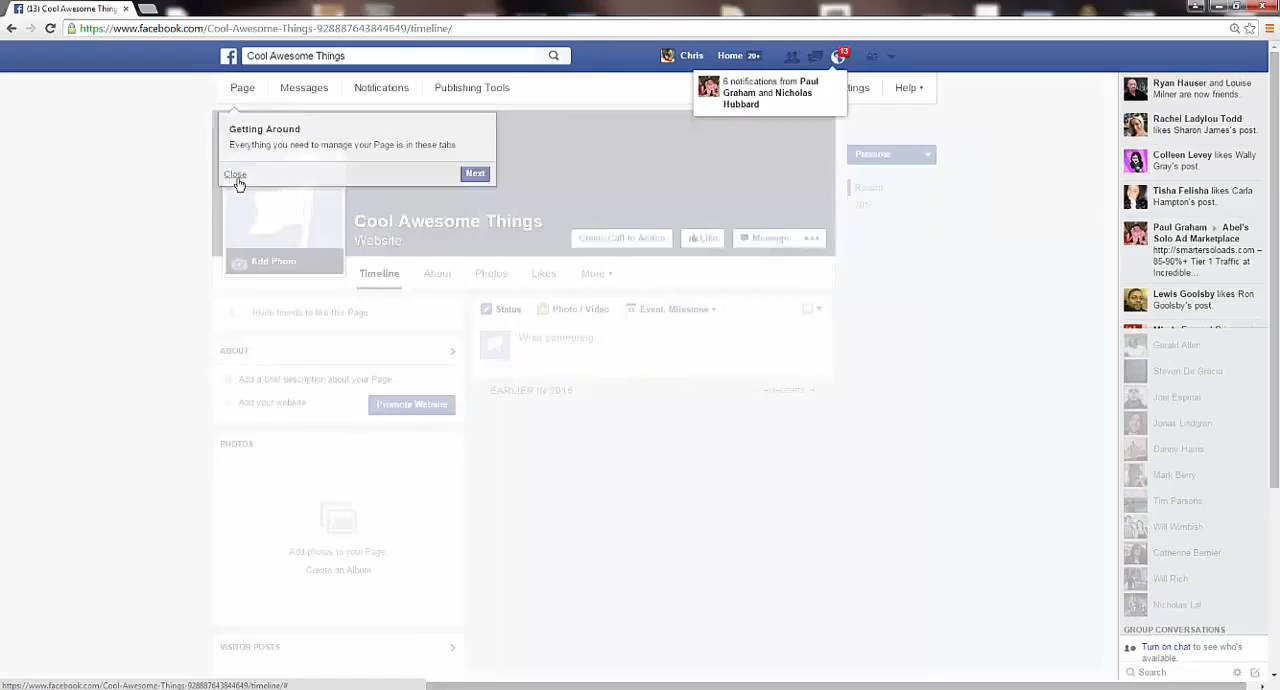 (13) Cool Awesome Thing
https://www.facebook.com/Cool-Awesome-Things-928887643844649/timeline/
Cool Awesome Things
Chris
Home 20+
13
6 notifications from Paul
Graham and Nicholas
Hubbard
Page
Messages
Notifications
Publishing Tools
tings
Help
Getting Around
Everything you need to manage your Page is in these tabs
Close
Next
Promote
Recent
Cool Awesome Things
Website
Create Call to Action
Like
Message
Add Photo
Timeline
About
Photos
Likes
More
Invite friends to like this Page
Status
Photo / Video
Event, Milestone
Write something...
ABOUT
Add a brief description about your Page
Add your website
Promote Website
EARLIER IN 2016
HIGHLIGHTS
PHOTOS
Add photos to your Page.
Create an Album
VISITOR POSTS
Ryan Hauser and Louise
Milner are now friends.
Rachel Ladylou Todd
likes Sharon James's post.
Colleen Levey likes Wally
Gray's post.
Tisha Felisha likes Carla
Hampton's post.
Paul Graham ▸ Abel's
Solo Ad Marketplace
http://smartersoloads.com –
85-90%+ Tier 1 Traffic at
Incredible...
Lewis Goolsby likes Ron
Goolsby's post.
Gerald Allen
Steven De Gracia
Joel Espinal
Jonas Lindgren
Danny Hains
Mark Berry
Tim Parsons
Will Wimbish
Catherine Bernier
Will Rich
Nicholas Lal
GROUP CONVERSATIONS
Turn on chat to see who's
available.
Search
https://www.facebook.com/Cool-Awesome-Things-928887643844649/timeline/#